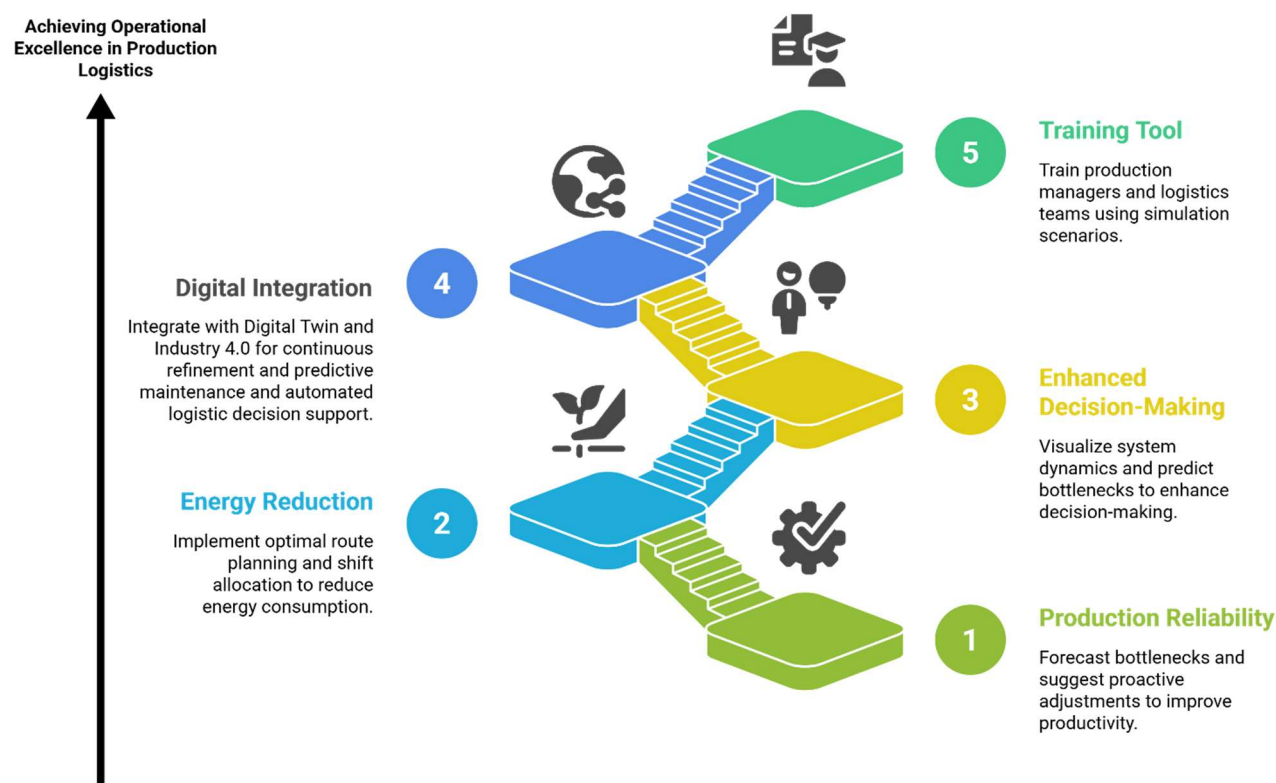 Achieving Operational
Excellence in Production
Logistics
5
Training Tool
Train production
managers and logistics
teams using simulation
scenarios.
4
Digital Integration
Integrate with Digital Twin and
Industry 4.0 for continuous
refinement and predictive
maintenance and automated
logistic decision support.
3
Enhanced
Decision-Making
Visualize system
dynamics and predict
bottlenecks to enhance
decision-making.
2
Energy Reduction
Implement optimal route
planning and shift
allocation to reduce
energy consumption.
1
Production Reliability
Forecast bottlenecks and
suggest proactive
adjustments to improve
productivity.